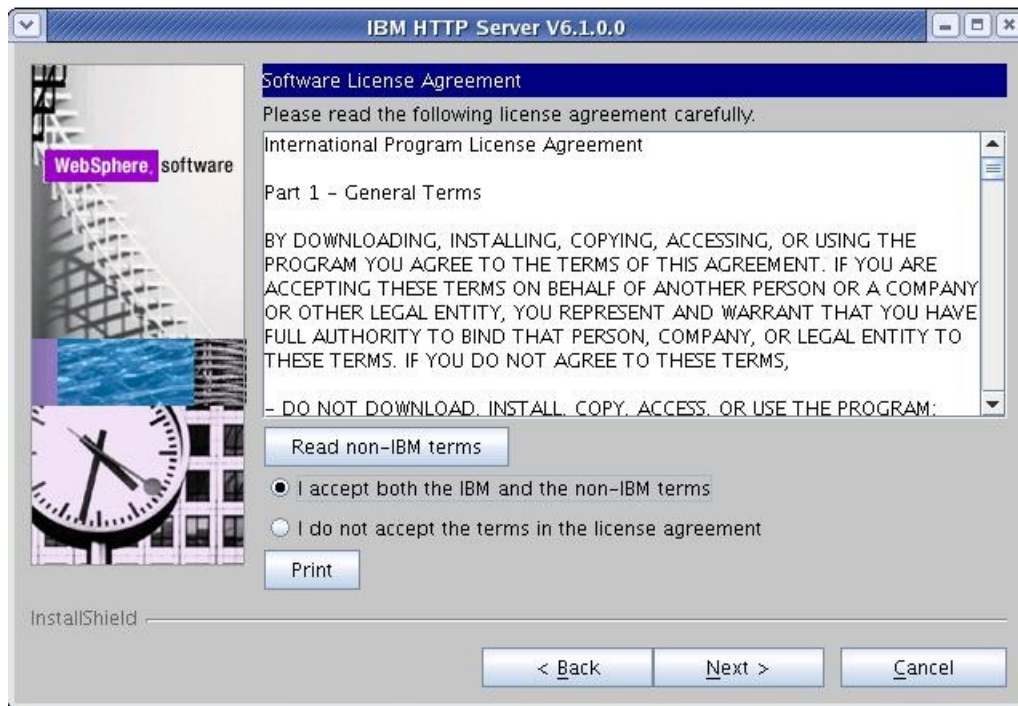 IBM HTTP Server V6.1.0.0
WebSphere. software
Software License Agreement
Please read the following license agreement carefully.
International Program License Agreement
Part 1 – General Terms
BY DOWNLOADING, INSTALLING, COPYING, ACCESSING, OR USING THE
PROGRAM YOU AGREE TO THE TERMS OF THIS AGREEMENT. IF YOU ARE
ACCEPTING THESE TERMS ON BEHALF OF ANOTHER PERSON OR A COMPANY
OR OTHER LEGAL ENTITY, YOU REPRESENT AND WARRANT THAT YOU HAVE
FULL AUTHORITY TO BIND THAT PERSON, COMPANY, OR LEGAL ENTITY TO
THESE TERMS. IF YOU DO NOT AGREE TO THESE TERMS,
– DO NOT DOWNLOAD, INSTALL, COPY, ACCESS, OR USE THE PROGRAM;
Read non-IBM terms
I accept both the IBM and the non-IBM terms
I do not accept the terms in the license agreement
Print
InstallShield
< Back
Next >
Cancel